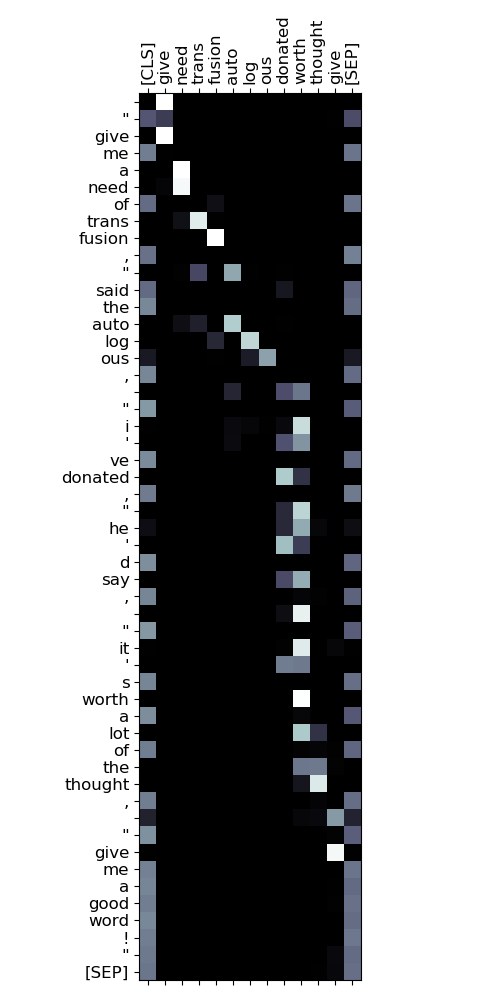 [CLS]
give
need
trans
fusion
auto
log
ous
donated
worth
thought
give
[SEP]
"
give
me
a
need
of
trans
fusion
,
"
said
the
auto
log
ous
,
"
i
'
ve
donated
,
"
he
'
d
say
,
"
it
'
s
worth
a
lot
of
the
thought
,
"
give
me
a
good
word
!
"
[SEP]